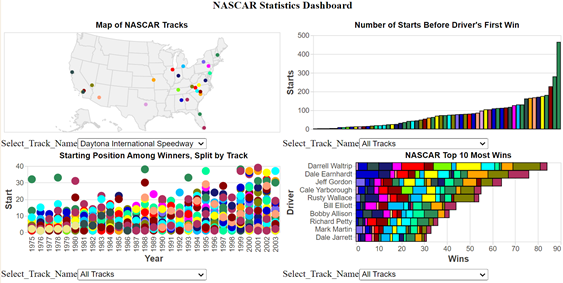 NASCAR Statistics Dashboard
Map of NASCAR Tracks
Select_Track_Name Daytona International Speedway
Number of Starts Before Driver's First Win
500
400
300
200
100
0
Starts
Select_Track_Name All Tracks
Starting Position Among Winners, Split by Track
40
30
20
10
0
Start
1975 1976 1977 1978 1979 1980 1981 1982 1983 1984 1985 1986 1987 1988 1989 1990 1991 1992 1993 1994 1995 1996 1997 1998 1999 2000 2001 2002 2003
Year
Select_Track_Name All Tracks
NASCAR Top 10 Most Wins
Driver
Darrell Waltrip
Dale Earnhardt
Jeff Gordon
Cale Yarborough
Rusty Wallace
Bill Elliott
Bobby Allison
Richard Petty
Mark Martin
Dale Jarrett
0 10 20 30 40 50 60 70 80 90
Wins
Select_Track_Name All Tracks